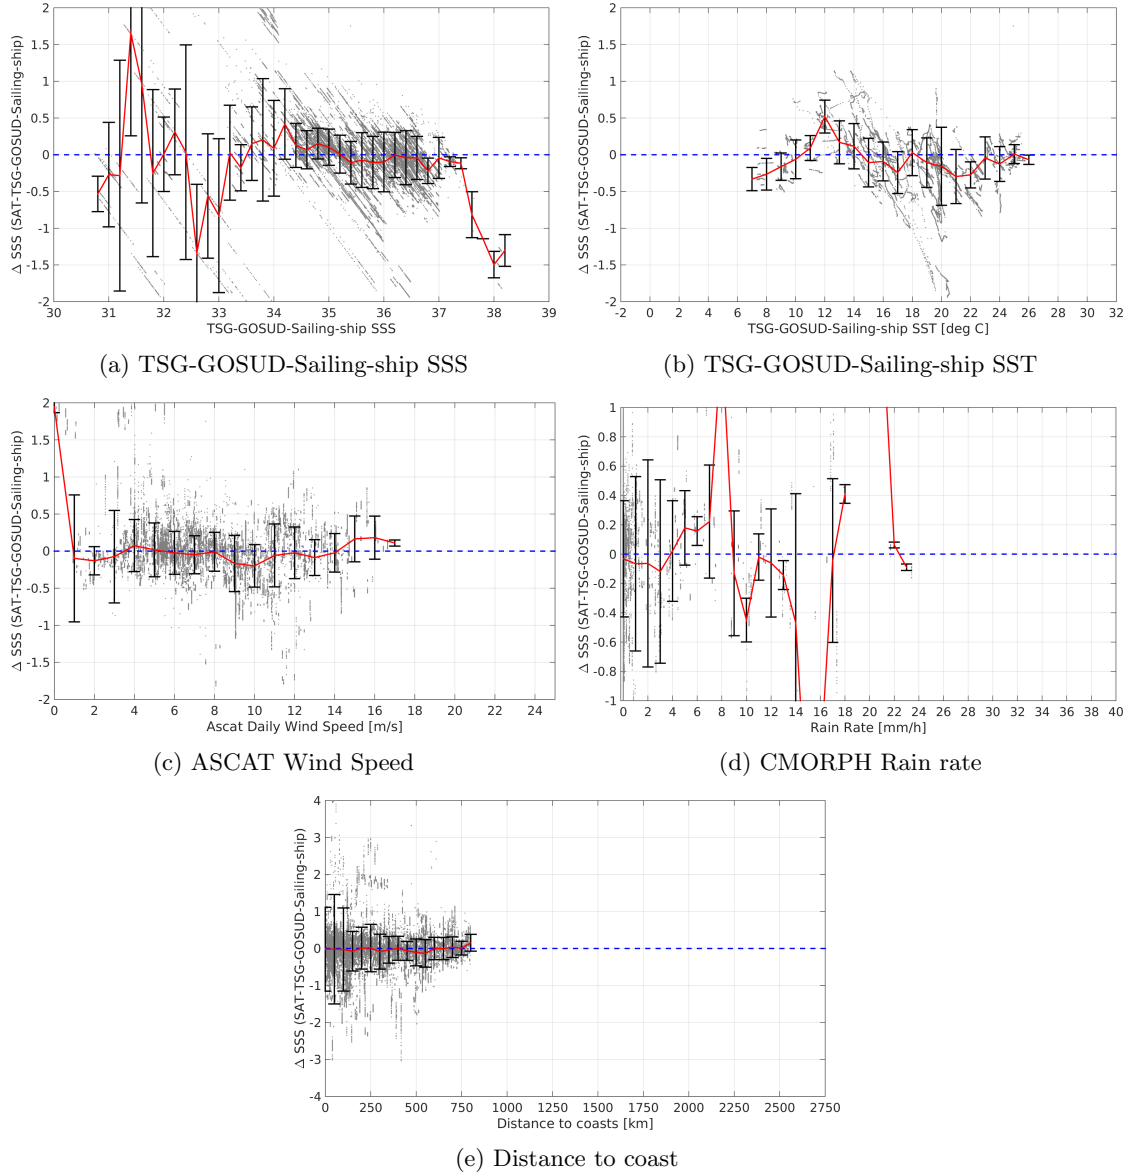 2
1.5
1
0.5
0
-0.5
-1
-1.5
-2
Δ SSS (SAT-TSG-GOSUD-Sailing-ship)
30 31 32 33 34 35 36 37 38 39
TSG-GOSUD-Sailing-ship SSS
(a) TSG-GOSUD-Sailing-ship SSS
2
1.5
1
0.5
0
-0.5
-1
-1.5
-2
Δ SSS (SAT-TSG-GOSUD-Sailing-ship)
-2 0 2 4 6 8 10 12 14 16 18 20 22 24 26 28 30 32
TSG-GOSUD-Sailing-ship SST [deg C]
(b) TSG-GOSUD-Sailing-ship SST
2
1.5
1
0.5
0
-0.5
-1
-1.5
-2
Δ SSS (SAT-TSG-GOSUD-Sailing-ship)
0 2 4 6 8 10 12 14 16 18 20 22 24
Ascat Daily Wind Speed [m/s]
(c) ASCAT Wind Speed
1
0.8
0.6
0.4
0.2
0
-0.2
-0.4
-0.6
-0.8
-1
Δ SSS (SAT-TSG-GOSUD-Sailing-ship)
0 2 4 6 8 10 12 14 16 18 20 22 24 26 28 30 32 34 36 38 40
Rain Rate [mm/h]
(d) CMORPH Rain rate
4
3
2
1
0
-1
-2
-3
-4
Δ SSS (SAT-TSG-GOSUD-Sailing-ship)
0 250 500 750 1000 1250 1500 1750 2000 2250 2500 2750
Distance to coasts [km]
(e) Distance to coast